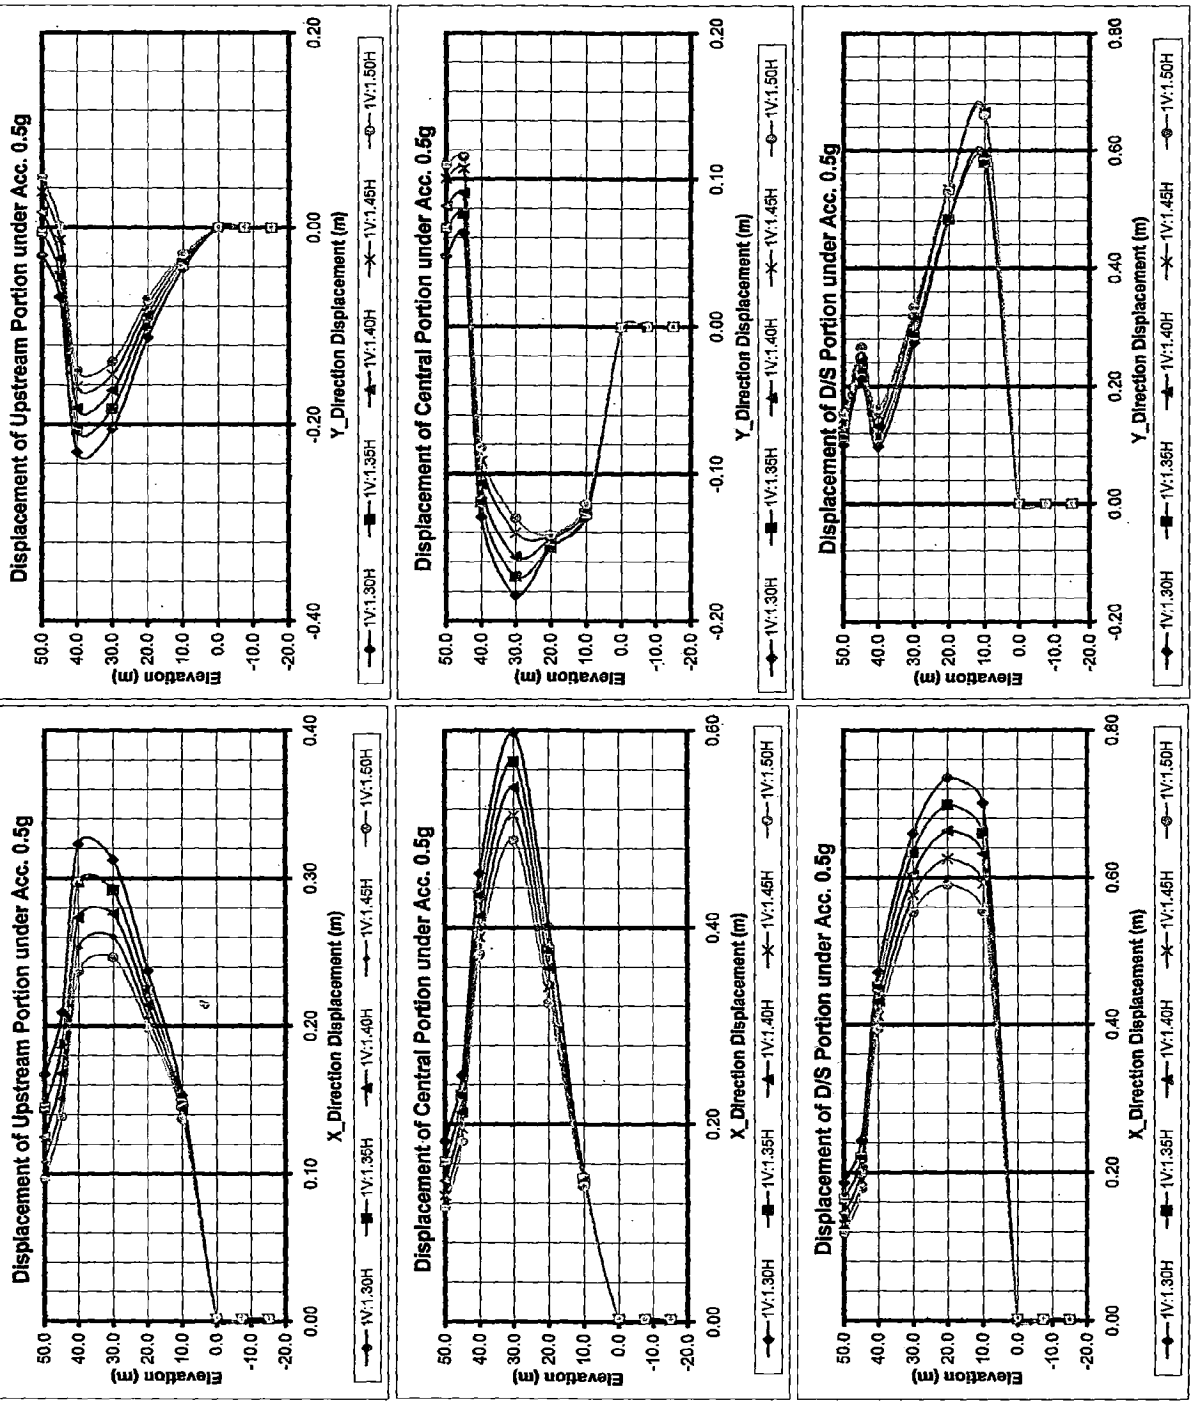 Displacement of Upstream Portion under Acc. 0.5g
Elevation (m)
50.0
40.0
30.0
20.0
10.0
0.0
-10.0
-20.0
0.00 0.10 0.20 0.30 0.40
X_Direction Displacement (m)
1V:1.30H 1V:1.35H 1V:1.40H 1V:1.45H 1V:1.50H
Displacement of Upstream Portion under Acc. 0.5g
Elevation (m)
50.0
40.0
30.0
20.0
10.0
0.0
-10.0
-20.0
-0.40 -0.20 0.00 0.20
Y_Direction Displacement (m)
1V:1.30H 1V:1.35H 1V:1.40H 1V:1.45H 1V:1.50H
Displacement of Central Portion under Acc. 0.5g
Elevation (m)
50.0
40.0
30.0
20.0
10.0
0.0
-10.0
-20.0
0.00 0.20 0.40 0.60
X_Direction Displacement (m)
1V:1.30H 1V:1.35H 1V:1.40H 1V:1.45H 1V:1.50H
Displacement of Central Portion under Acc. 0.5g
Elevation (m)
50.0
40.0
30.0
20.0
10.0
0.0
-10.0
-20.0
-0.20 -0.10 0.00 0.10 0.20
Y_Direction Displacement (m)
1V:1.30H 1V:1.35H 1V:1.40H 1V:1.45H 1V:1.50H
Displacement of D/S Portion under Acc. 0.5g
Elevation (m)
50.0
40.0
30.0
20.0
10.0
0.0
-10.0
-20.0
0.00 0.20 0.40 0.60 0.80
X_Direction Displacement (m)
1V:1.30H 1V:1.35H 1V:1.40H 1V:1.45H 1V:1.50H
Displacement of D/S Portion under Acc. 0.5g
Elevation (m)
50.0
40.0
30.0
20.0
10.0
0.0
-10.0
-20.0
-0.20 0.00 0.20 0.40 0.60 0.80
Y_Direction Displacement (m)
1V:1.30H 1V:1.35H 1V:1.40H 1V:1.45H 1V:1.50H